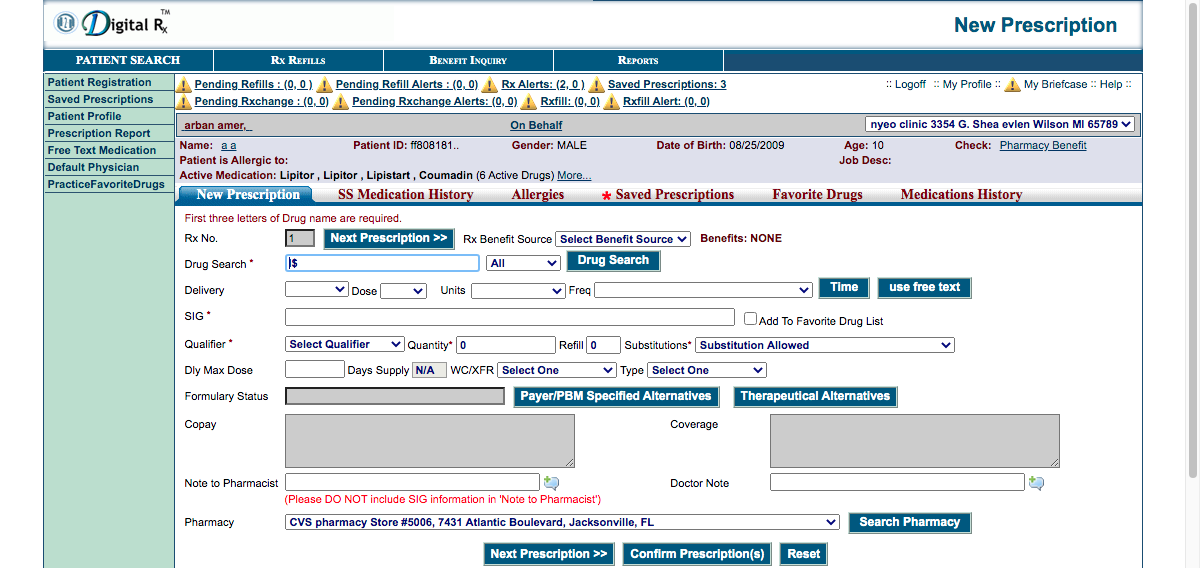 Digital Rx TM
New Prescription
PATIENT SEARCH RX REFILLS BENEFIT INQUIRY REPORTS
Patient Registration
Saved Prescriptions
Patient Profile
Prescription Report
Free Text Medication
Default Physician
PracticeFavoriteDrugs
Pending Refills : (0, 0 ) Pending Refill Alerts : (0, 0) Rx Alerts: (2, 0 ) Saved Prescriptions: 3 :: Logoff :: My Profile :: My Briefcase :: Help ::
Pending Rxchange : (0, 0) Pending Rxchange Alerts: (0, 0) Rxfill: (0, 0) Rxfill Alert: (0, 0)
arban amer, On Behalf nyeo clinic 3354 G. Shea evlen Wilson MI 65789
Name: a a Patient ID: ff808181.. Gender: MALE Date of Birth: 08/25/2009 Age: 10 Check: Pharmacy Benefit
Patient is Allergic to: Job Desc:
Active Medication: Lipitor , Lipitor , Lipistart , Coumadin (6 Active Drugs) More...
New Prescription SS Medication History Allergies * Saved Prescriptions Favorite Drugs Medications History
First three letters of Drug name are required.
Rx No. 1 Next Prescription >> Rx Benefit Source Select Benefit Source Benefits: NONE
Drug Search * $ All Drug Search
Delivery Dose Units Freq Time use free text
SIG * Add To Favorite Drug List
Qualifier * Select Qualifier Quantity* 0 Refill 0 Substitutions* Substitution Allowed
Dly Max Dose Days Supply N/A WC/XFR Select One Type Select One
Formulary Status Payer/PBM Specified Alternatives Therapeutical Alternatives
Copay Coverage
Note to Pharmacist Doctor Note
(Please DO NOT include SIG information in 'Note to Pharmacist')
Pharmacy CVS pharmacy Store #5006, 7431 Atlantic Boulevard, Jacksonville, FL Search Pharmacy
Next Prescription >> Confirm Prescription(s) Reset